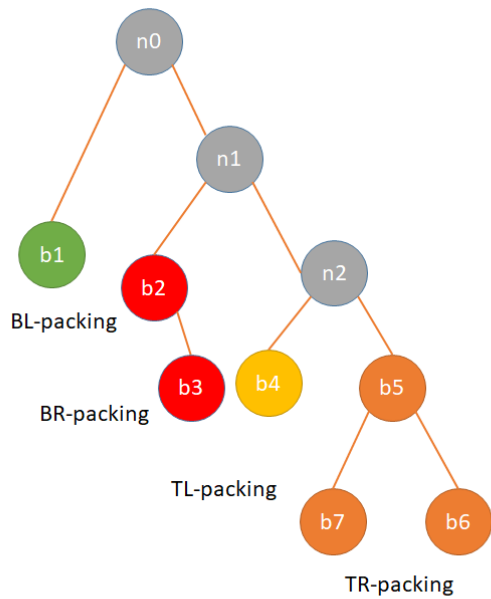 n0
n1
b1
n2
b2
BL-packing
b4
b3
b5
BR-packing
TL-packing
b7
b6
TR-packing